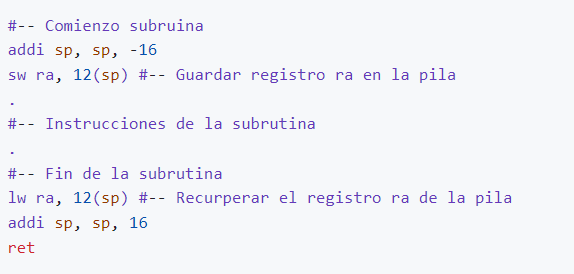 #-- Comienzo subruina
addi sp, sp, -16
sw ra, 12(sp) #-- Guardar registro ra en la pila
.
#-- Instrucciones de la subrutina
.
#-- Fin de la subrutina
lw ra, 12(sp) #-- Recurperar el registro ra de la pila
addi sp, sp, 16
ret